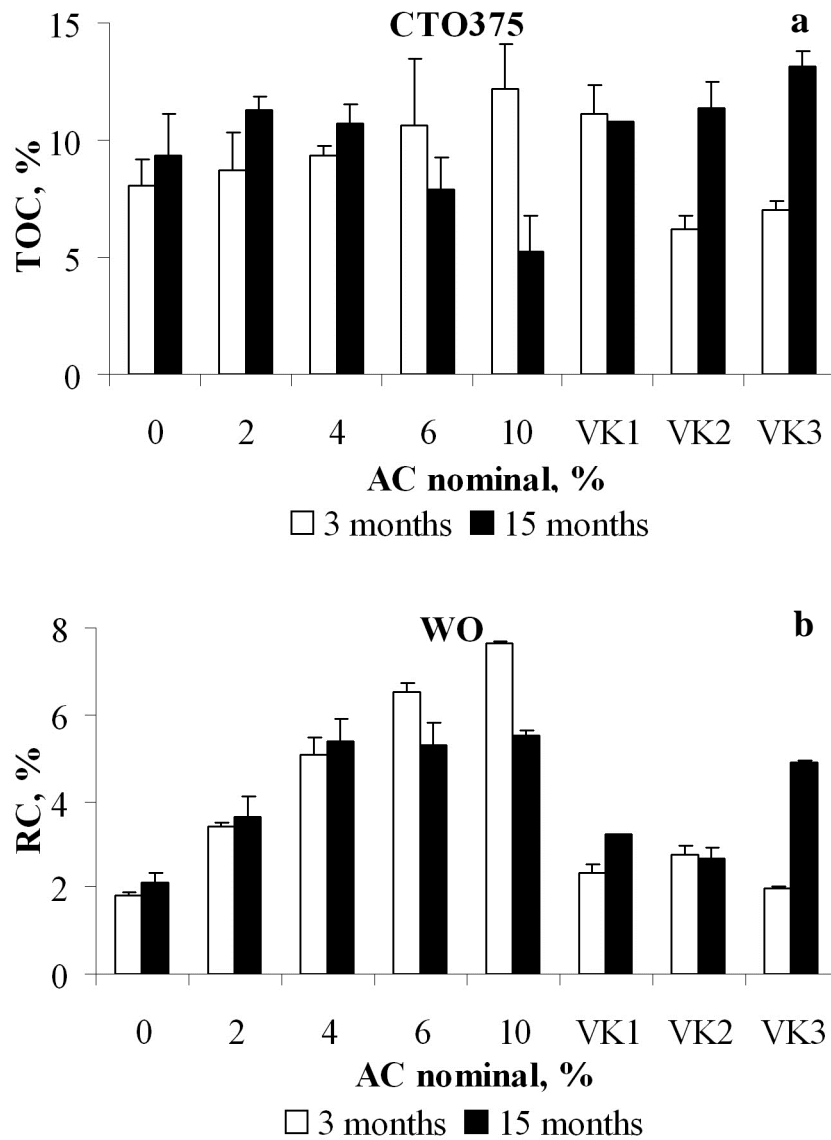 CTO375 a
15
10
5
0
TOC, %
0 2 4 6 10 VK1 VK2 VK3
AC nominal, %
3 months 15 months
WO b
8
6
4
2
0
RC, %
0 2 4 6 10 VK1 VK2 VK3
AC nominal, %
3 months 15 months